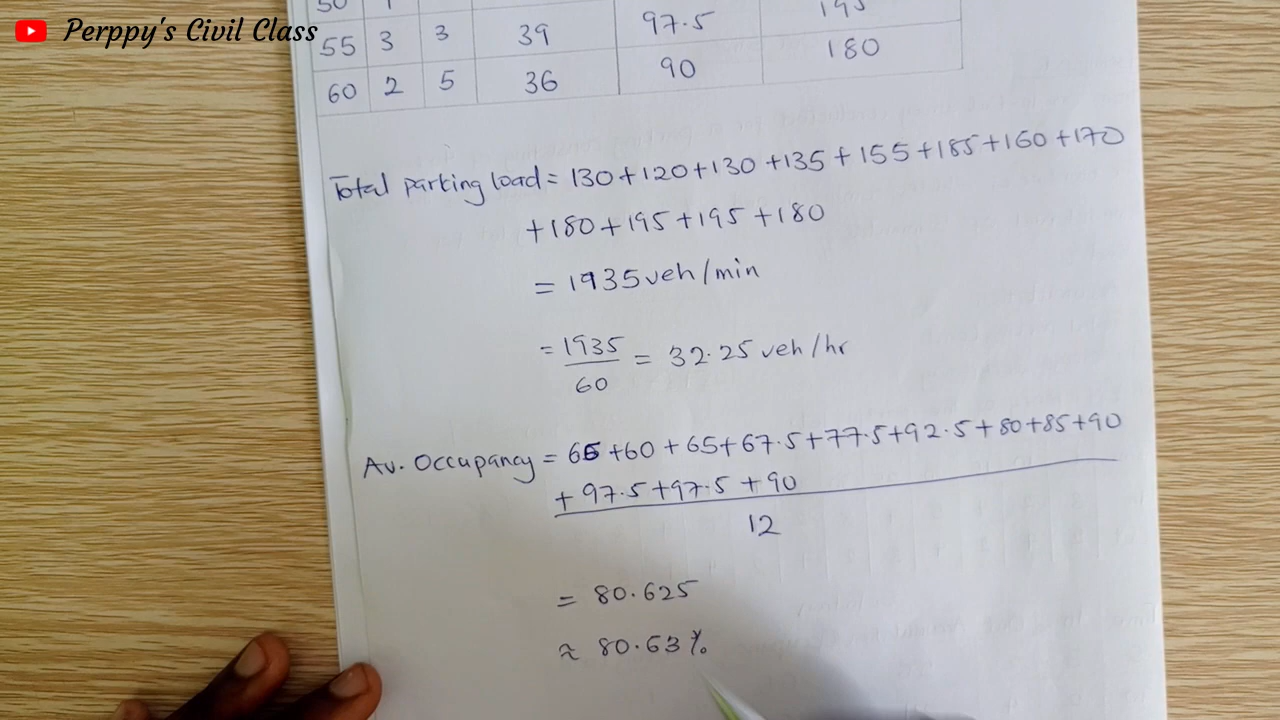 Perppy's Civil Class
50 1 195
55 3 3 39 97.5
60 2 5 36 90 180
Total parking load = 130+120+130+135+155+185+160+170
+180+195+195+180
= 1935 veh/min
= 1935/60 = 32.25 veh/hr
Av. Occupancy = 65+60+65+67.5+77.5+92.5+80+85+90
+97.5+97.5+90
12
= 80.625
≈ 80.63%